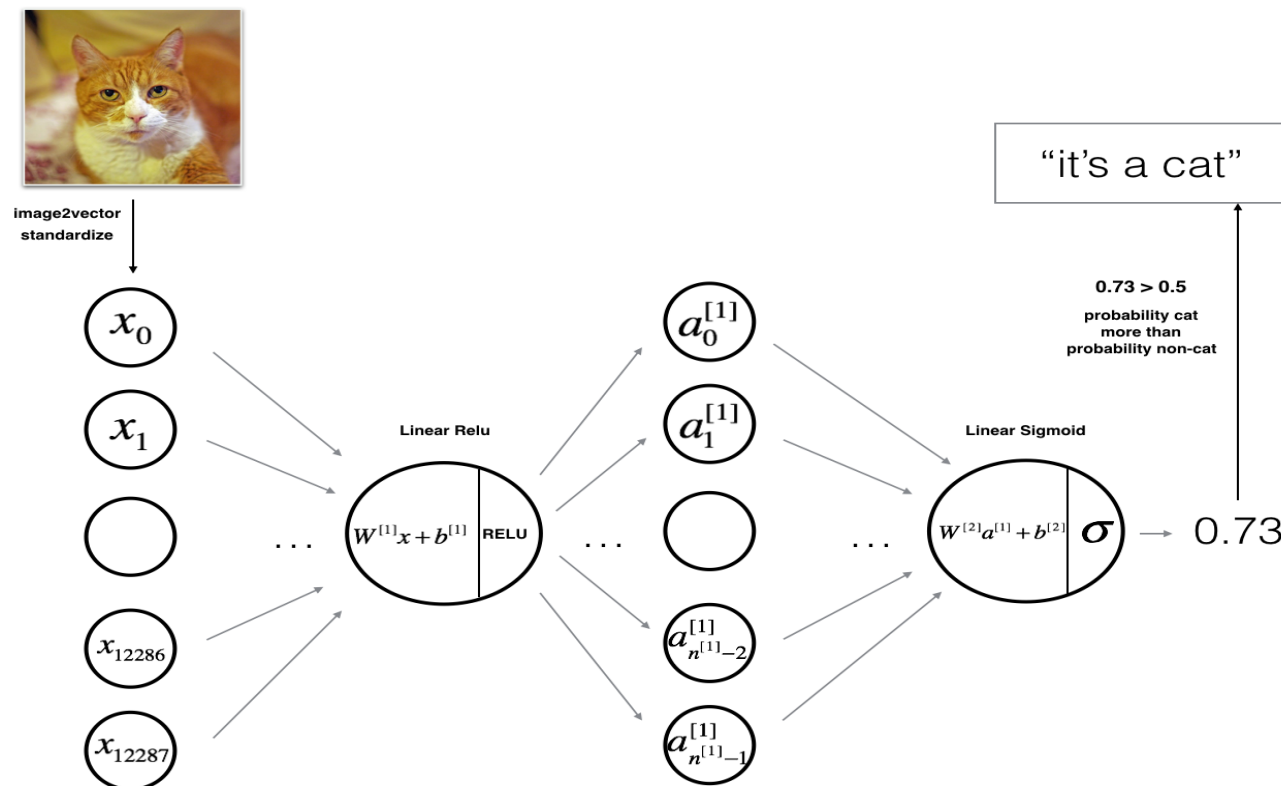 image2vector
standardize
x₀
x₁
x₁₂₂₈₆
x₁₂₂₈₇
. . .
Linear Relu
W^[1]x + b^[1]
RELU
. . .
a₀^[1]
a₁^[1]
a_{n^[1]−2}^[1]
a_{n^[1]−1}^[1]
. . .
Linear Sigmoid
W^[2]a^[1] + b^[2]
σ
0.73
0.73 > 0.5
probability cat
more than
probability non-cat
“it’s a cat”